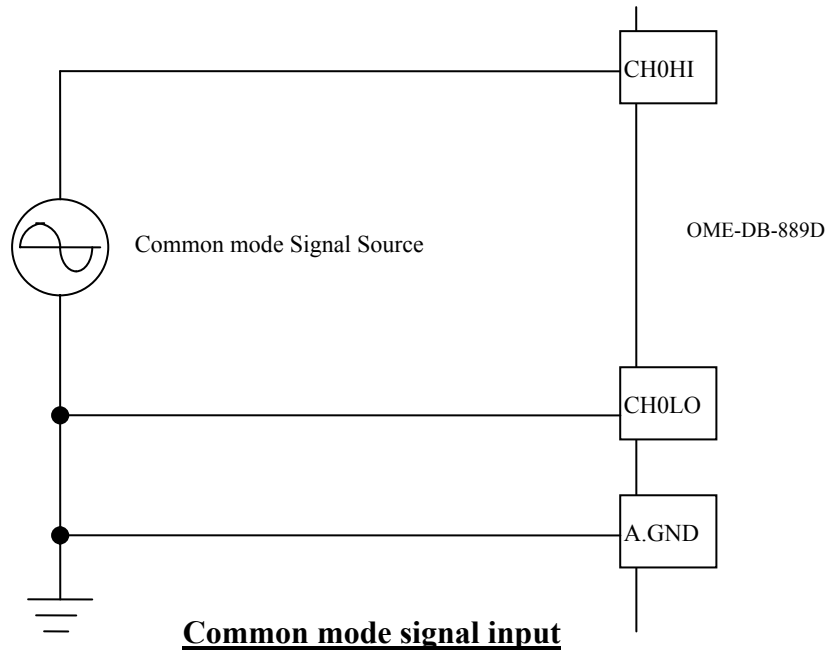 CH0HI
OME-DB-889D
Common mode Signal Source
CH0LO
A.GND
Common mode signal input